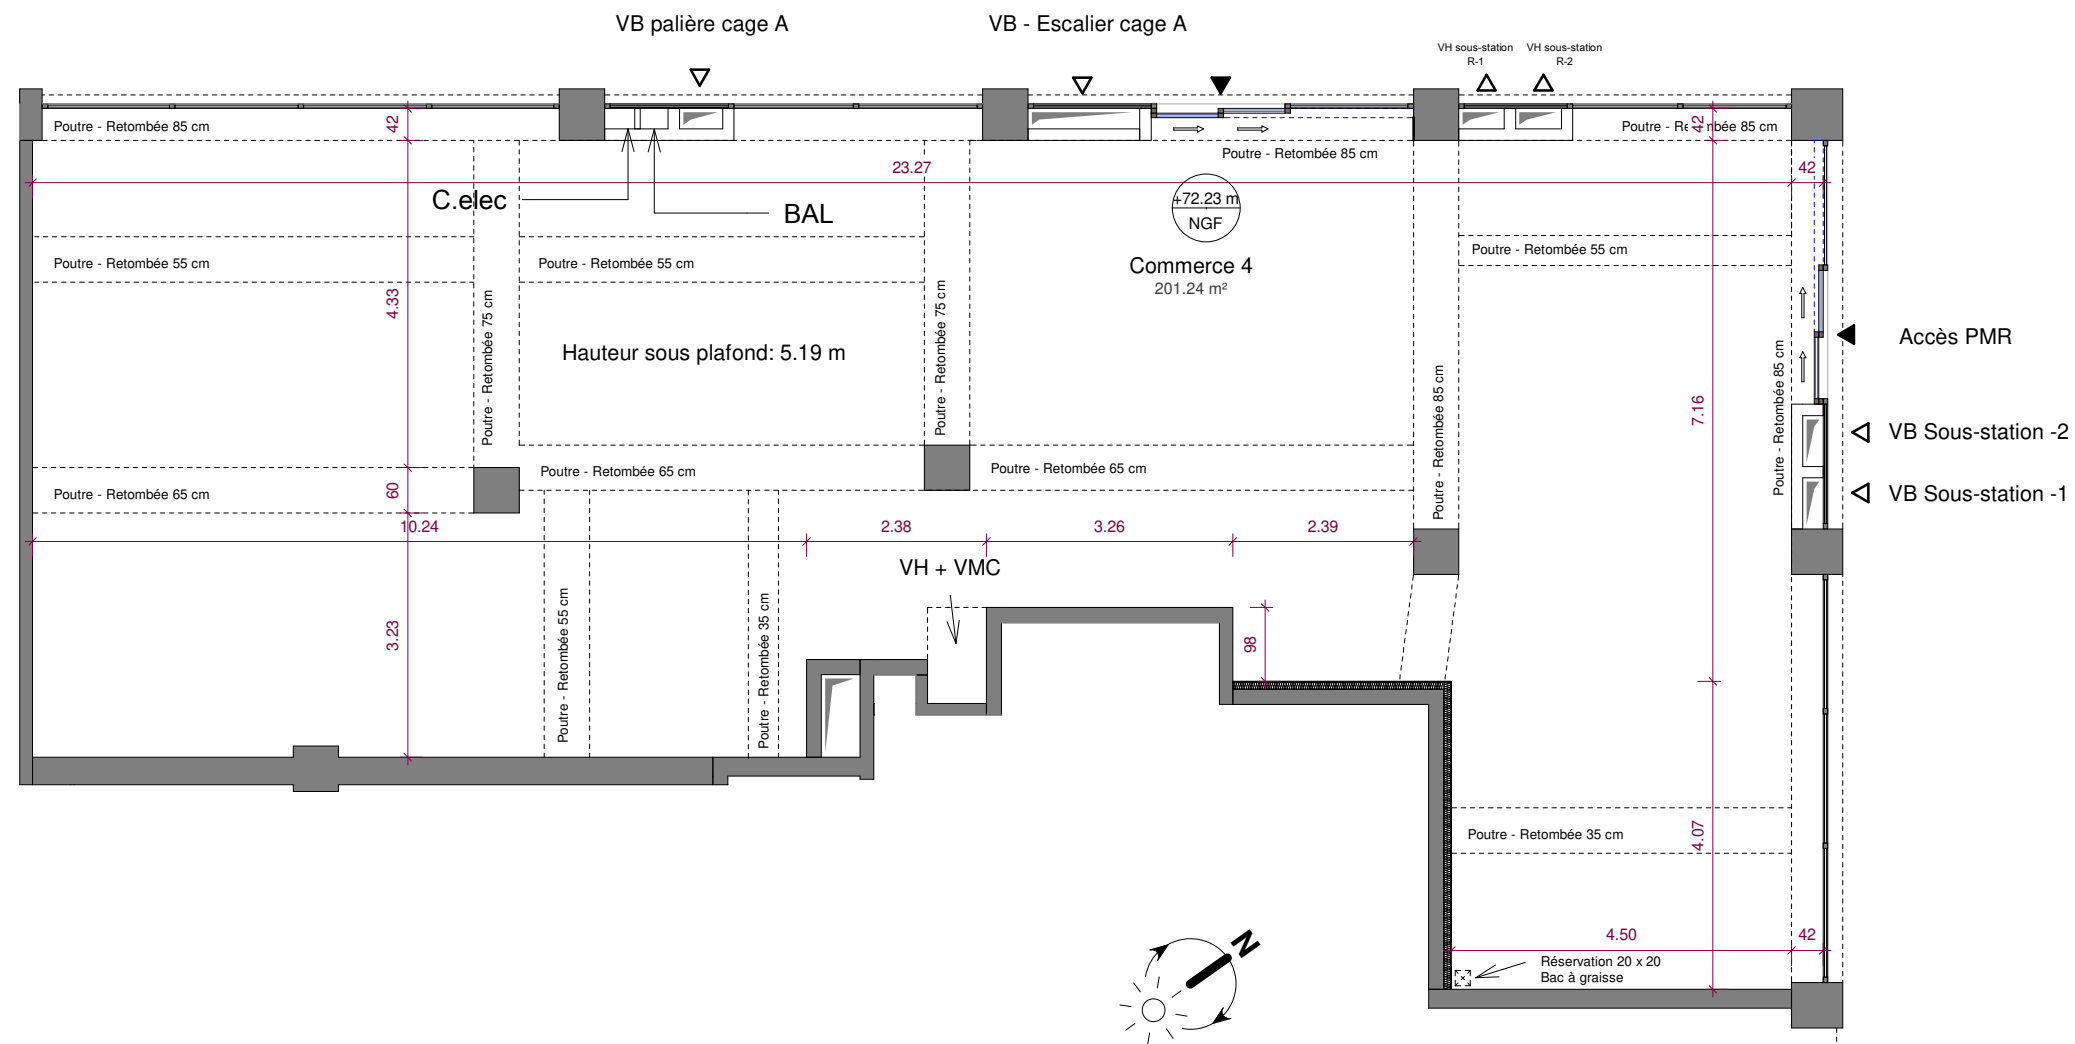 VB palière cage A
VB - Escalier cage A
VH sous-station
R-1
VH sous-station
R-2
Poutre - Retombée 85 cm
42
Poutre - Retombée 85 cm
42
Poutre - Retombée 85 cm
23.27
42
C.elec
BAL
+72.23 m
NGF
Commerce 4
201.24 m²
Poutre - Retombée 55 cm
Poutre - Retombée 55 cm
Poutre - Retombée 55 cm
4.33
Poutre - Retombée 75 cm
Poutre - Retombée 75 cm
Hauteur sous plafond: 5.19 m
Accès PMR
Poutre - Retombée 85 cm
Poutre - Retombée 85 cm
7.16
VB Sous-station -2
VB Sous-station -1
Poutre - Retombée 65 cm
60
Poutre - Retombée 65 cm
Poutre - Retombée 65 cm
10.24
2.38
3.26
2.39
VH + VMC
3.23
Poutre - Retombée 55 cm
Poutre - Retombée 35 cm
98
Poutre - Retombée 35 cm
4.07
4.50
42
Réservation 20 x 20
Bac à graisse
N